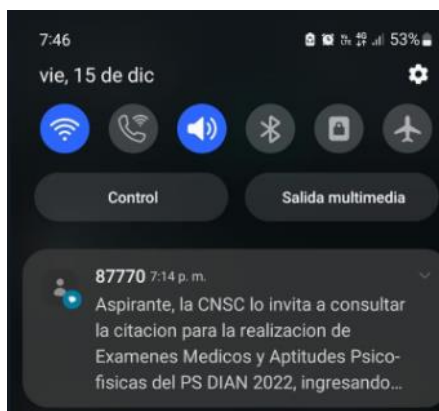 7:46 53%
vie, 15 de dic
Control Salida multimedia
87770 7:14 p. m.
Aspirante, la CNSC lo invita a consultar
la citacion para la realizacion de
Examenes Medicos y Aptitudes Psico-
fisicas del PS DIAN 2022, ingresando...